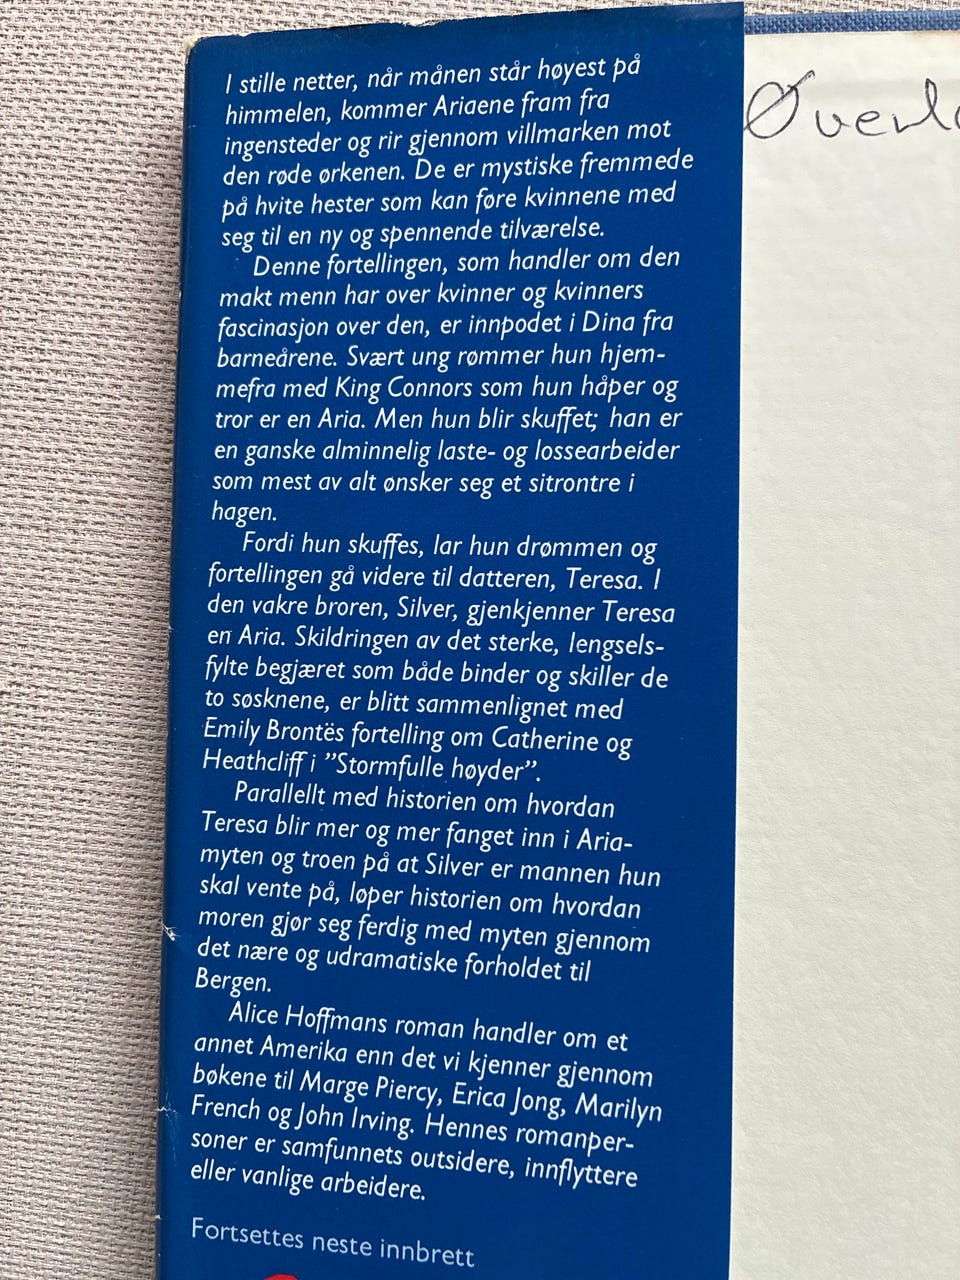 I stille netter, når månen står høyest på
himmelen, kommer Ariaene fram fra
ingensteder og rir gjennom villmarken mot
den røde ørkenen. De er mystiske fremmede
på hvite hester som kan føre kvinnene med
seg til en ny og spennende tilværelse.
Denne fortellingen, som handler om den
makt menn har over kvinner og kvinners
fascinasjon over den, er innpodet i Dina fra
barneårene. Svært ung rømmer hun hjem-
mefra med King Connors som hun håper og
tror er en Aria. Men hun blir skuffet; han er
en ganske alminnelig laste- og lossearbeider
som mest av alt ønsker seg et sitrontre i
hagen.
Fordi hun skuffes, lar hun drømmen og
fortellingen gå videre til datteren, Teresa. I
den vakre broren, Silver, gjenkjenner Teresa
en Aria. Skildringen av det sterke, lengsels-
fylte begjæret som både binder og skiller de
to søsknene, er blitt sammenlignet med
Emily Brontës fortelling om Catherine og
Heathcliff i ”Stormfulle høyder”.
Parallellt med historien om hvordan
Teresa blir mer og mer fanget inn i Aria-
myten og troen på at Silver er mannen hun
skal vente på, løper historien om hvordan
moren gjør seg ferdig med myten gjennom
det nære og udramatiske forholdet til
Bergen.
Alice Hoffmans roman handler om et
annet Amerika enn det vi kjenner gjennom
bøkene til Marge Piercy, Erica Jong, Marilyn
French og John Irving. Hennes romanper-
soner er samfunnets outsidere, innflyttere
eller vanlige arbeidere.
Fortsettes neste innbrett